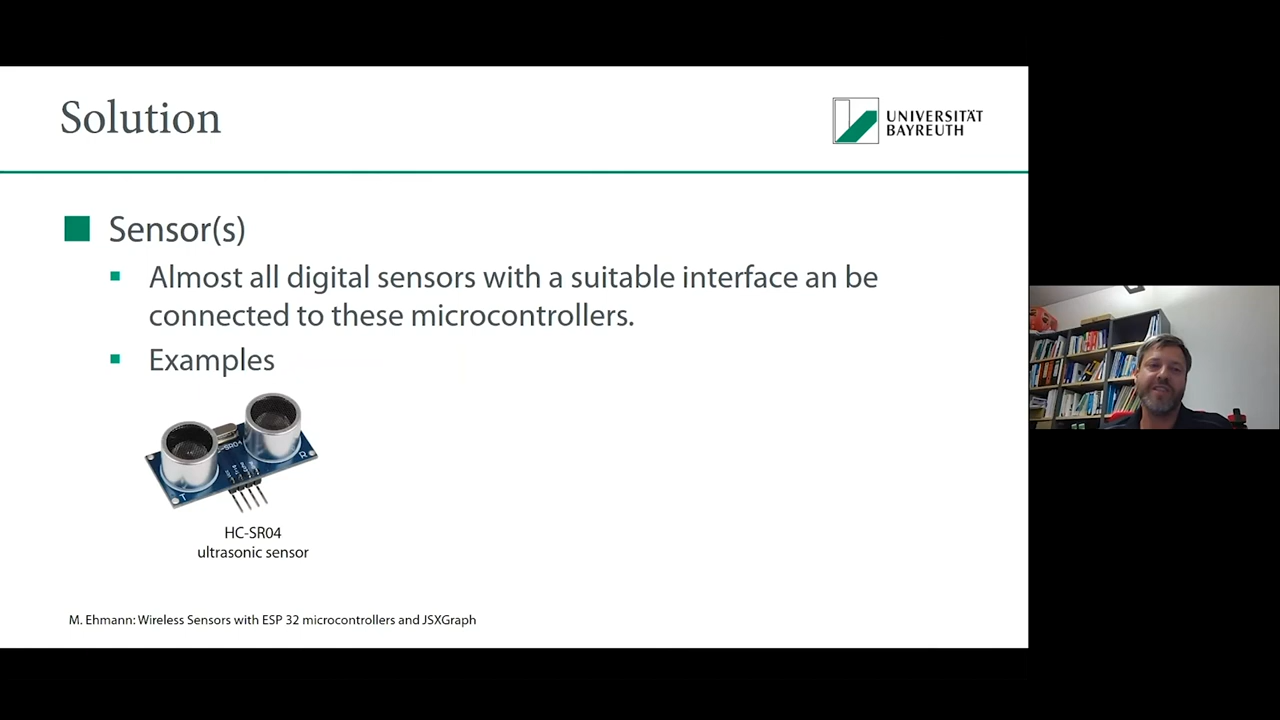 Solution
UNIVERSITÄT
BAYREUTH
Sensor(s)
Almost all digital sensors with a suitable interface an be
connected to these microcontrollers.
Examples
T
R
HC-SR04
ultrasonic sensor
M. Ehmann: Wireless Sensors with ESP 32 microcontrollers and JSXGraph